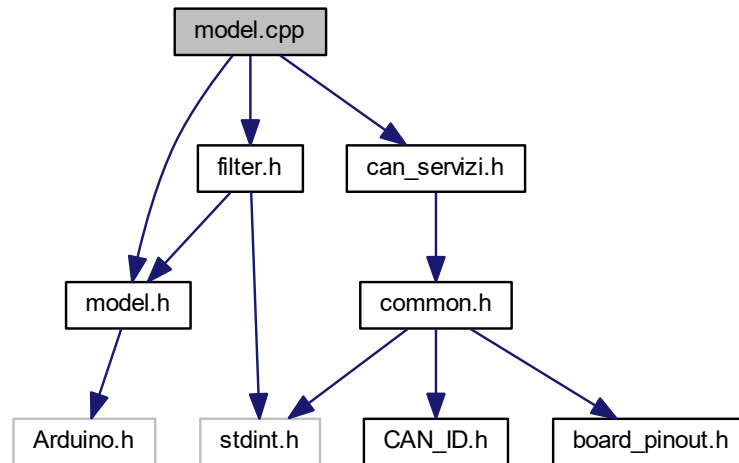 model.cpp
filter.h
can_servizi.h
model.h
common.h
Arduino.h
stdint.h
CAN_ID.h
board_pinout.h